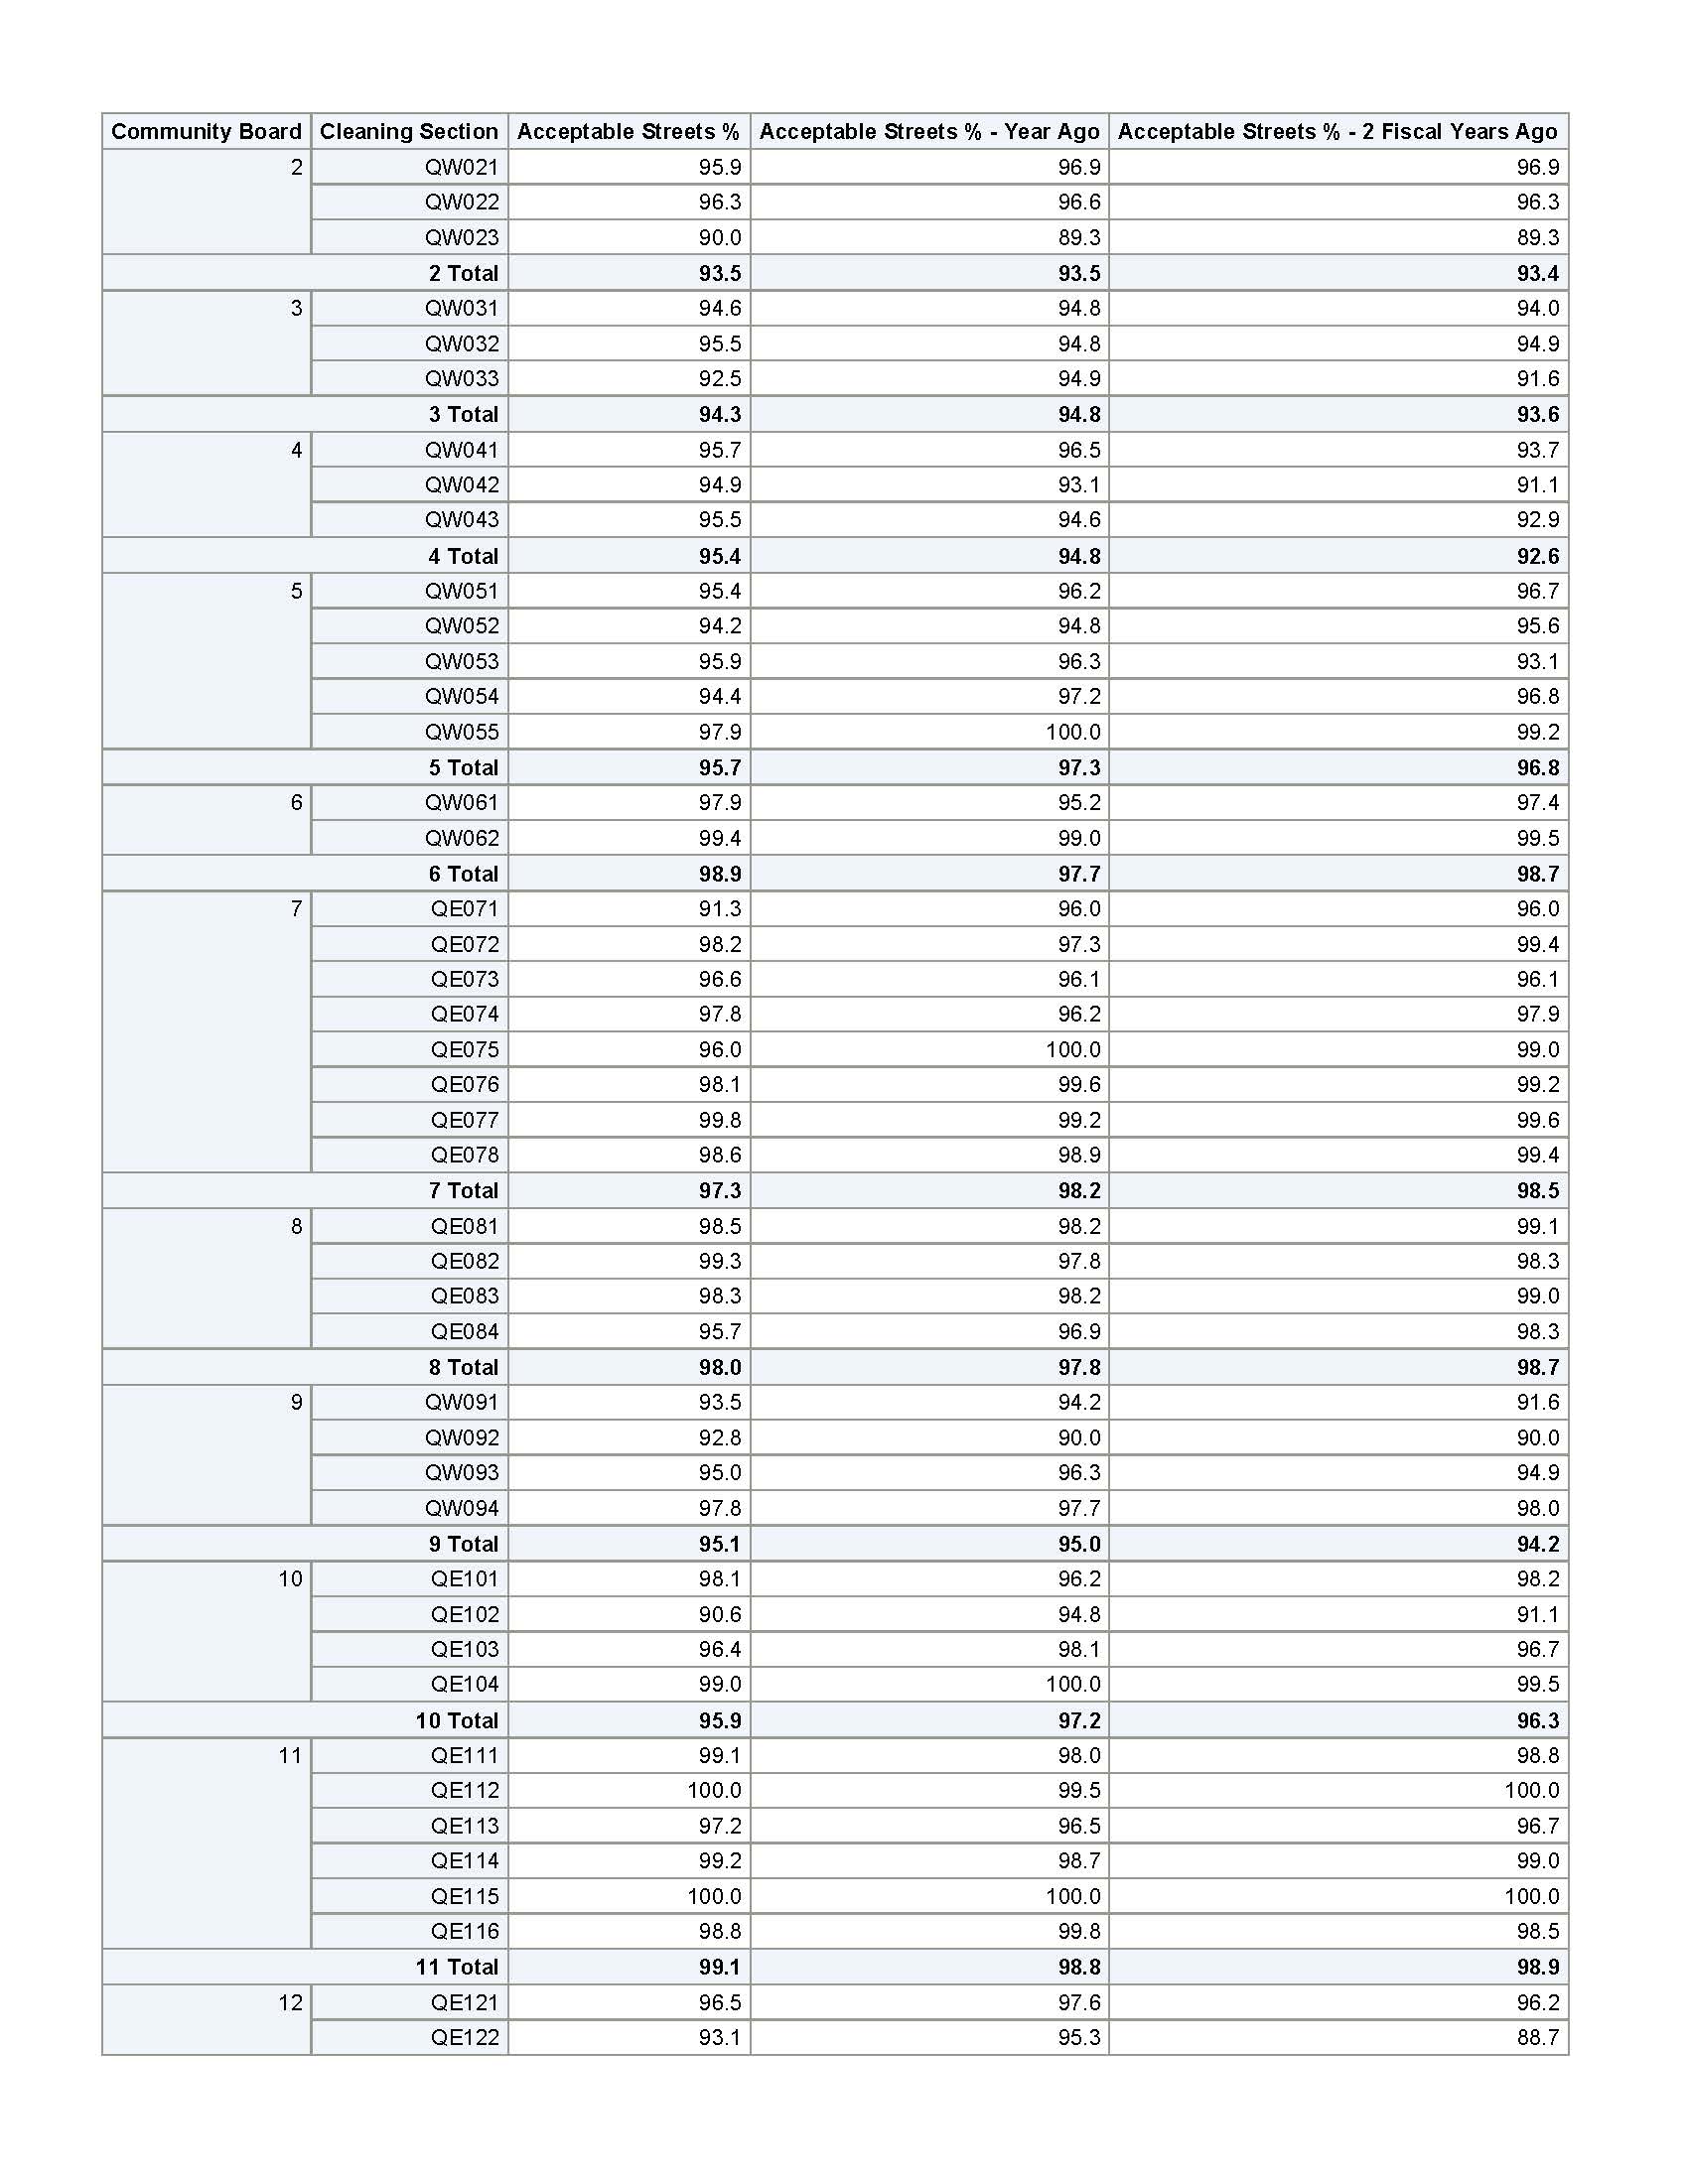 Community Board Cleaning Section Acceptable Streets % Acceptable Streets % - Year Ago Acceptable Streets % - 2 Fiscal Years Ago
2 QW021 95.9 96.9 96.9
QW022 96.3 96.6 96.3
QW023 90.0 89.3 89.3
2 Total 93.5 93.5 93.4
3 QW031 94.6 94.8 94.0
QW032 95.5 94.8 94.9
QW033 92.5 94.9 91.6
3 Total 94.3 94.8 93.6
4 QW041 95.7 96.5 93.7
QW042 94.9 93.1 91.1
QW043 95.5 94.6 92.9
4 Total 95.4 94.8 92.6
5 QW051 95.4 96.2 96.7
QW052 94.2 94.8 95.6
QW053 95.9 96.3 93.1
QW054 94.4 97.2 96.8
QW055 97.9 100.0 99.2
5 Total 95.7 97.3 96.8
6 QW061 97.9 95.2 97.4
QW062 99.4 99.0 99.5
6 Total 98.9 97.7 98.7
7 QE071 91.3 96.0 96.0
QE072 98.2 97.3 99.4
QE073 96.6 96.1 96.1
QE074 97.8 96.2 97.9
QE075 96.0 100.0 99.0
QE076 98.1 99.6 99.2
QE077 99.8 99.2 99.6
QE078 98.6 98.9 99.4
7 Total 97.3 98.2 98.5
8 QE081 98.5 98.2 99.1
QE082 99.3 97.8 98.3
QE083 98.3 98.2 99.0
QE084 95.7 96.9 98.3
8 Total 98.0 97.8 98.7
9 QW091 93.5 94.2 91.6
QW092 92.8 90.0 90.0
QW093 95.0 96.3 94.9
QW094 97.8 97.7 98.0
9 Total 95.1 95.0 94.2
10 QE101 98.1 96.2 98.2
QE102 90.6 94.8 91.1
QE103 96.4 98.1 96.7
QE104 99.0 100.0 99.5
10 Total 95.9 97.2 96.3
11 QE111 99.1 98.0 98.8
QE112 100.0 99.5 100.0
QE113 97.2 96.5 96.7
QE114 99.2 98.7 99.0
QE115 100.0 100.0 100.0
QE116 98.8 99.8 98.5
11 Total 99.1 98.8 98.9
12 QE121 96.5 97.6 96.2
QE122 93.1 95.3 88.7